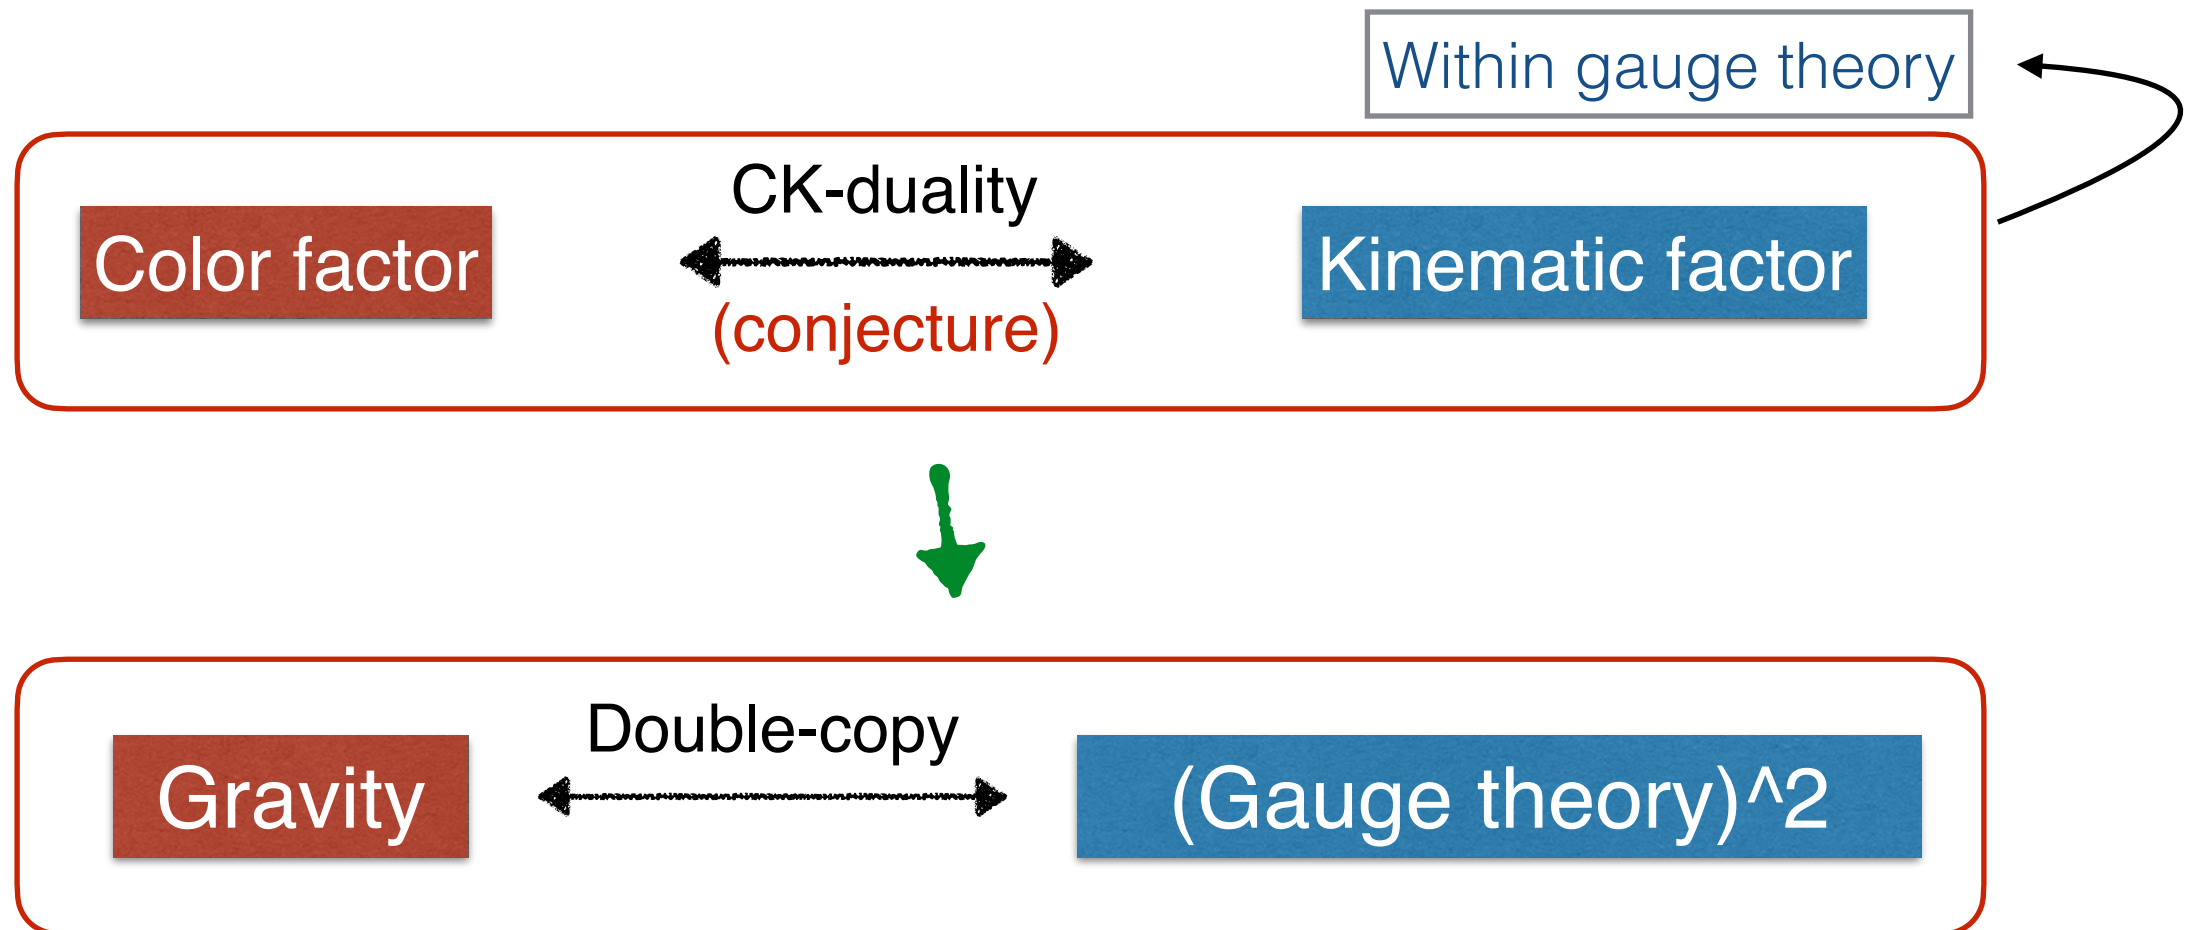 Within gauge theory
CK-duality
Color factor
Kinematic factor
(conjecture)
Double-copy
Gravity
(Gauge theory)^2